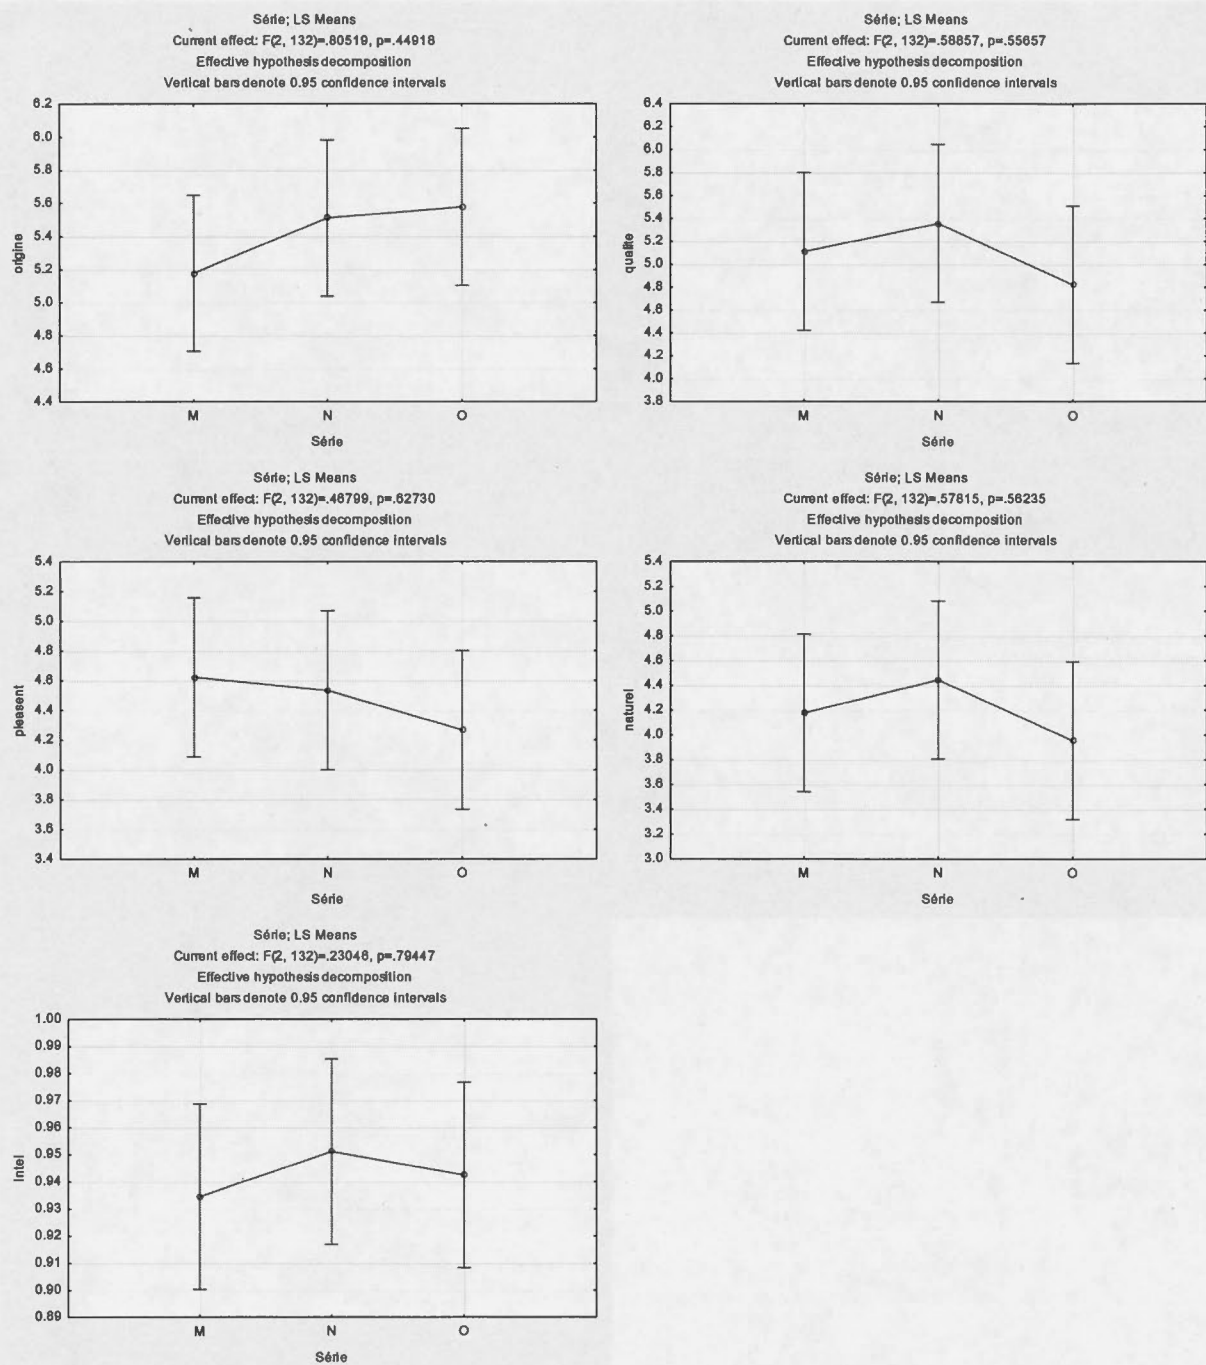 Série; LS Means
Current effect: F(2, 132)=.80519, p=.44918
Effective hypothesis decomposition
Vertical bars denote 0.95 confidence intervals
6.2
6.0
5.8
5.6
5.4
5.2
5.0
4.8
4.6
4.4
origine
M N O
Série
Série; LS Means
Current effect: F(2, 132)=.58857, p=.55657
Effective hypothesis decomposition
Vertical bars denote 0.95 confidence intervals
6.4
6.2
6.0
5.8
5.6
5.4
5.2
5.0
4.8
4.6
4.4
4.2
4.0
3.8
qualite
M N O
Série
Série; LS Means
Current effect: F(2, 132)=.46799, p=.62730
Effective hypothesis decomposition
Vertical bars denote 0.95 confidence intervals
5.4
5.2
5.0
4.8
4.6
4.4
4.2
4.0
3.8
3.6
3.4
pleasent
M N O
Série
Série; LS Means
Current effect: F(2, 132)=.57815, p=.56235
Effective hypothesis decomposition
Vertical bars denote 0.95 confidence intervals
5.4
5.2
5.0
4.8
4.6
4.4
4.2
4.0
3.8
3.6
3.4
3.2
3.0
naturel
M N O
Série
Série; LS Means
Current effect: F(2, 132)=.23046, p=.79447
Effective hypothesis decomposition
Vertical bars denote 0.95 confidence intervals
1.00
0.99
0.98
0.97
0.96
0.95
0.94
0.93
0.92
0.91
0.90
0.89
Intel
M N O
Série